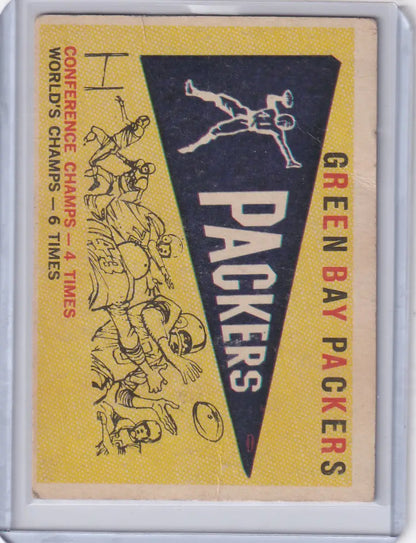 GREEN BAY PACKERS
PACKERS
CONFERENCE CHAMPS — 4 TIMES
WORLD'S CHAMPS — 6 TIMES